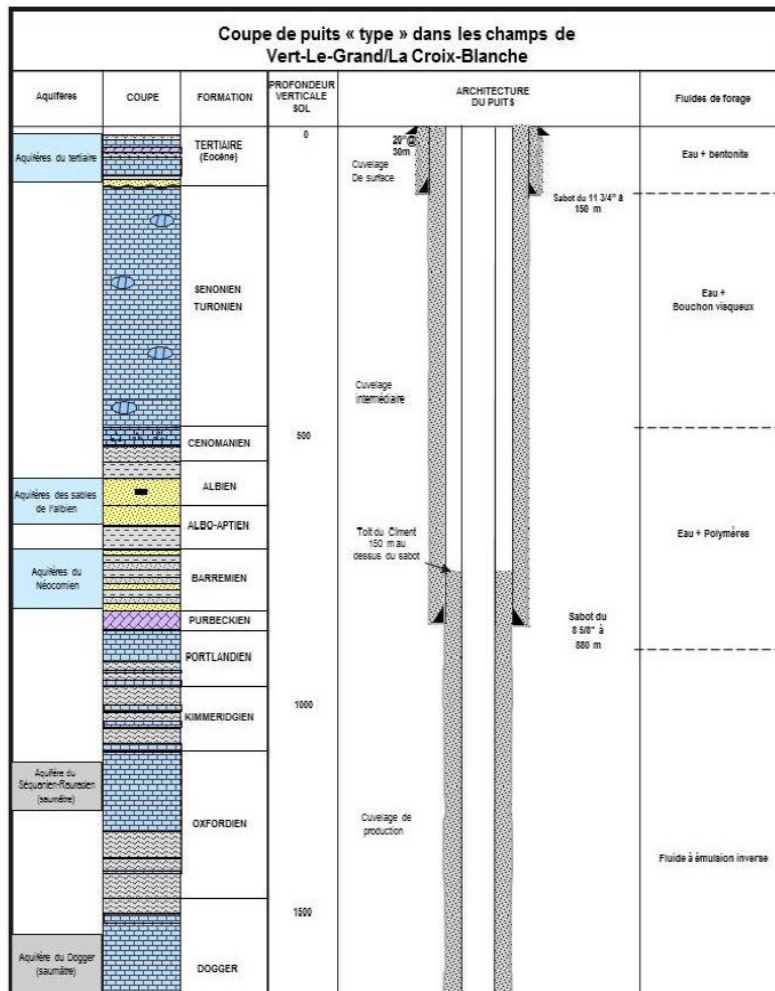 Coupe de puits « type » dans les champs de
Vert-Le-Grand/La Croix-Blanche
Aquifères
COUPE
FORMATION
PROFONDEUR
VERTICALE
SOL
ARCHITECTURE
DU PUITS
Fluides de forage
Aquifères du tertiaire
TERTIAIRE
(Eocène)
0
20"@
30m
Cuvelage
De surface
Eau + bentonite
Sabot du 11 3/4" à
150 m
SENONIEN
TURONIEN
Eau +
Bouchon visqueux
Cuvelage
intermédiaire
500
CENOMANIEN
Aquifères des sables
de l'albien
ALBIEN
ALBO-APTIEN
Toit du Ciment
150 m au
dessus du sabot
Eau + Polymères
Aquifères du
Néocomien
BARREMIEN
PURBECKIEN
Sabot du
8 5/8" à
880 m
PORTLANDIEN
1000
KIMMERIDGIEN
Aquifère du
Séquanien-Rauracien
(saumâtre)
OXFORDIEN
Cuvelage de
production
Fluide à émulsion inverse
1500
Aquifère du Dogger
(saumâtre)
DOGGER